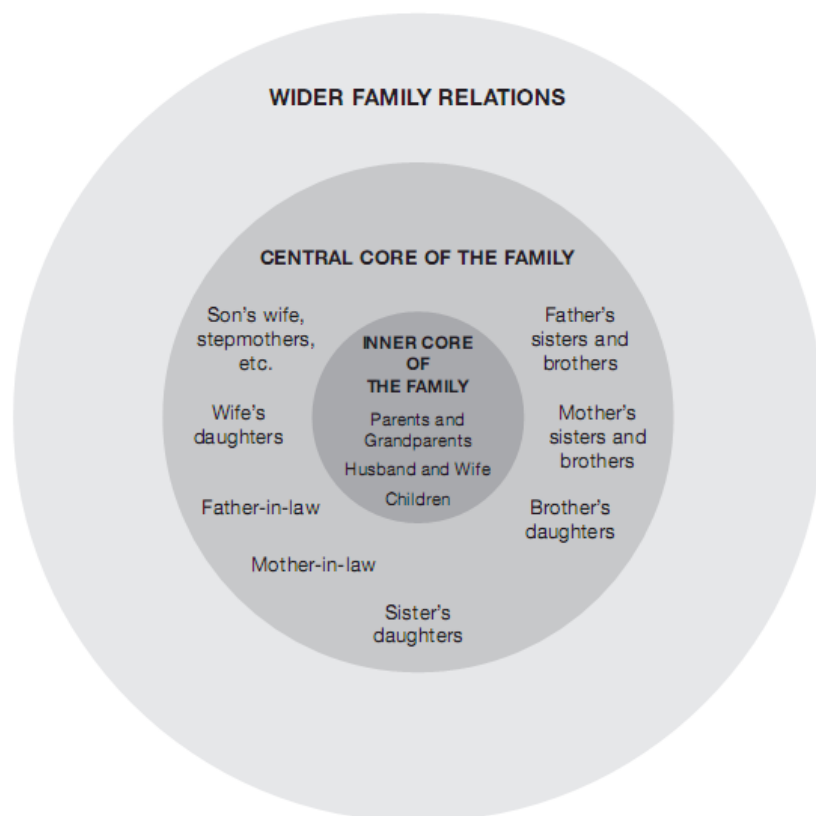 WIDER FAMILY RELATIONS
CENTRAL CORE OF THE FAMILY
Son's wife,
stepmothers,
etc.
Wife's
daughters
Father-in-law
Mother-in-law
Sister's
daughters
INNER CORE
OF
THE FAMILY
Parents and
Grandparents
Husband and Wife
Children
Father's
sisters and
brothers
Mother's
sisters and
brothers
Brother's
daughters